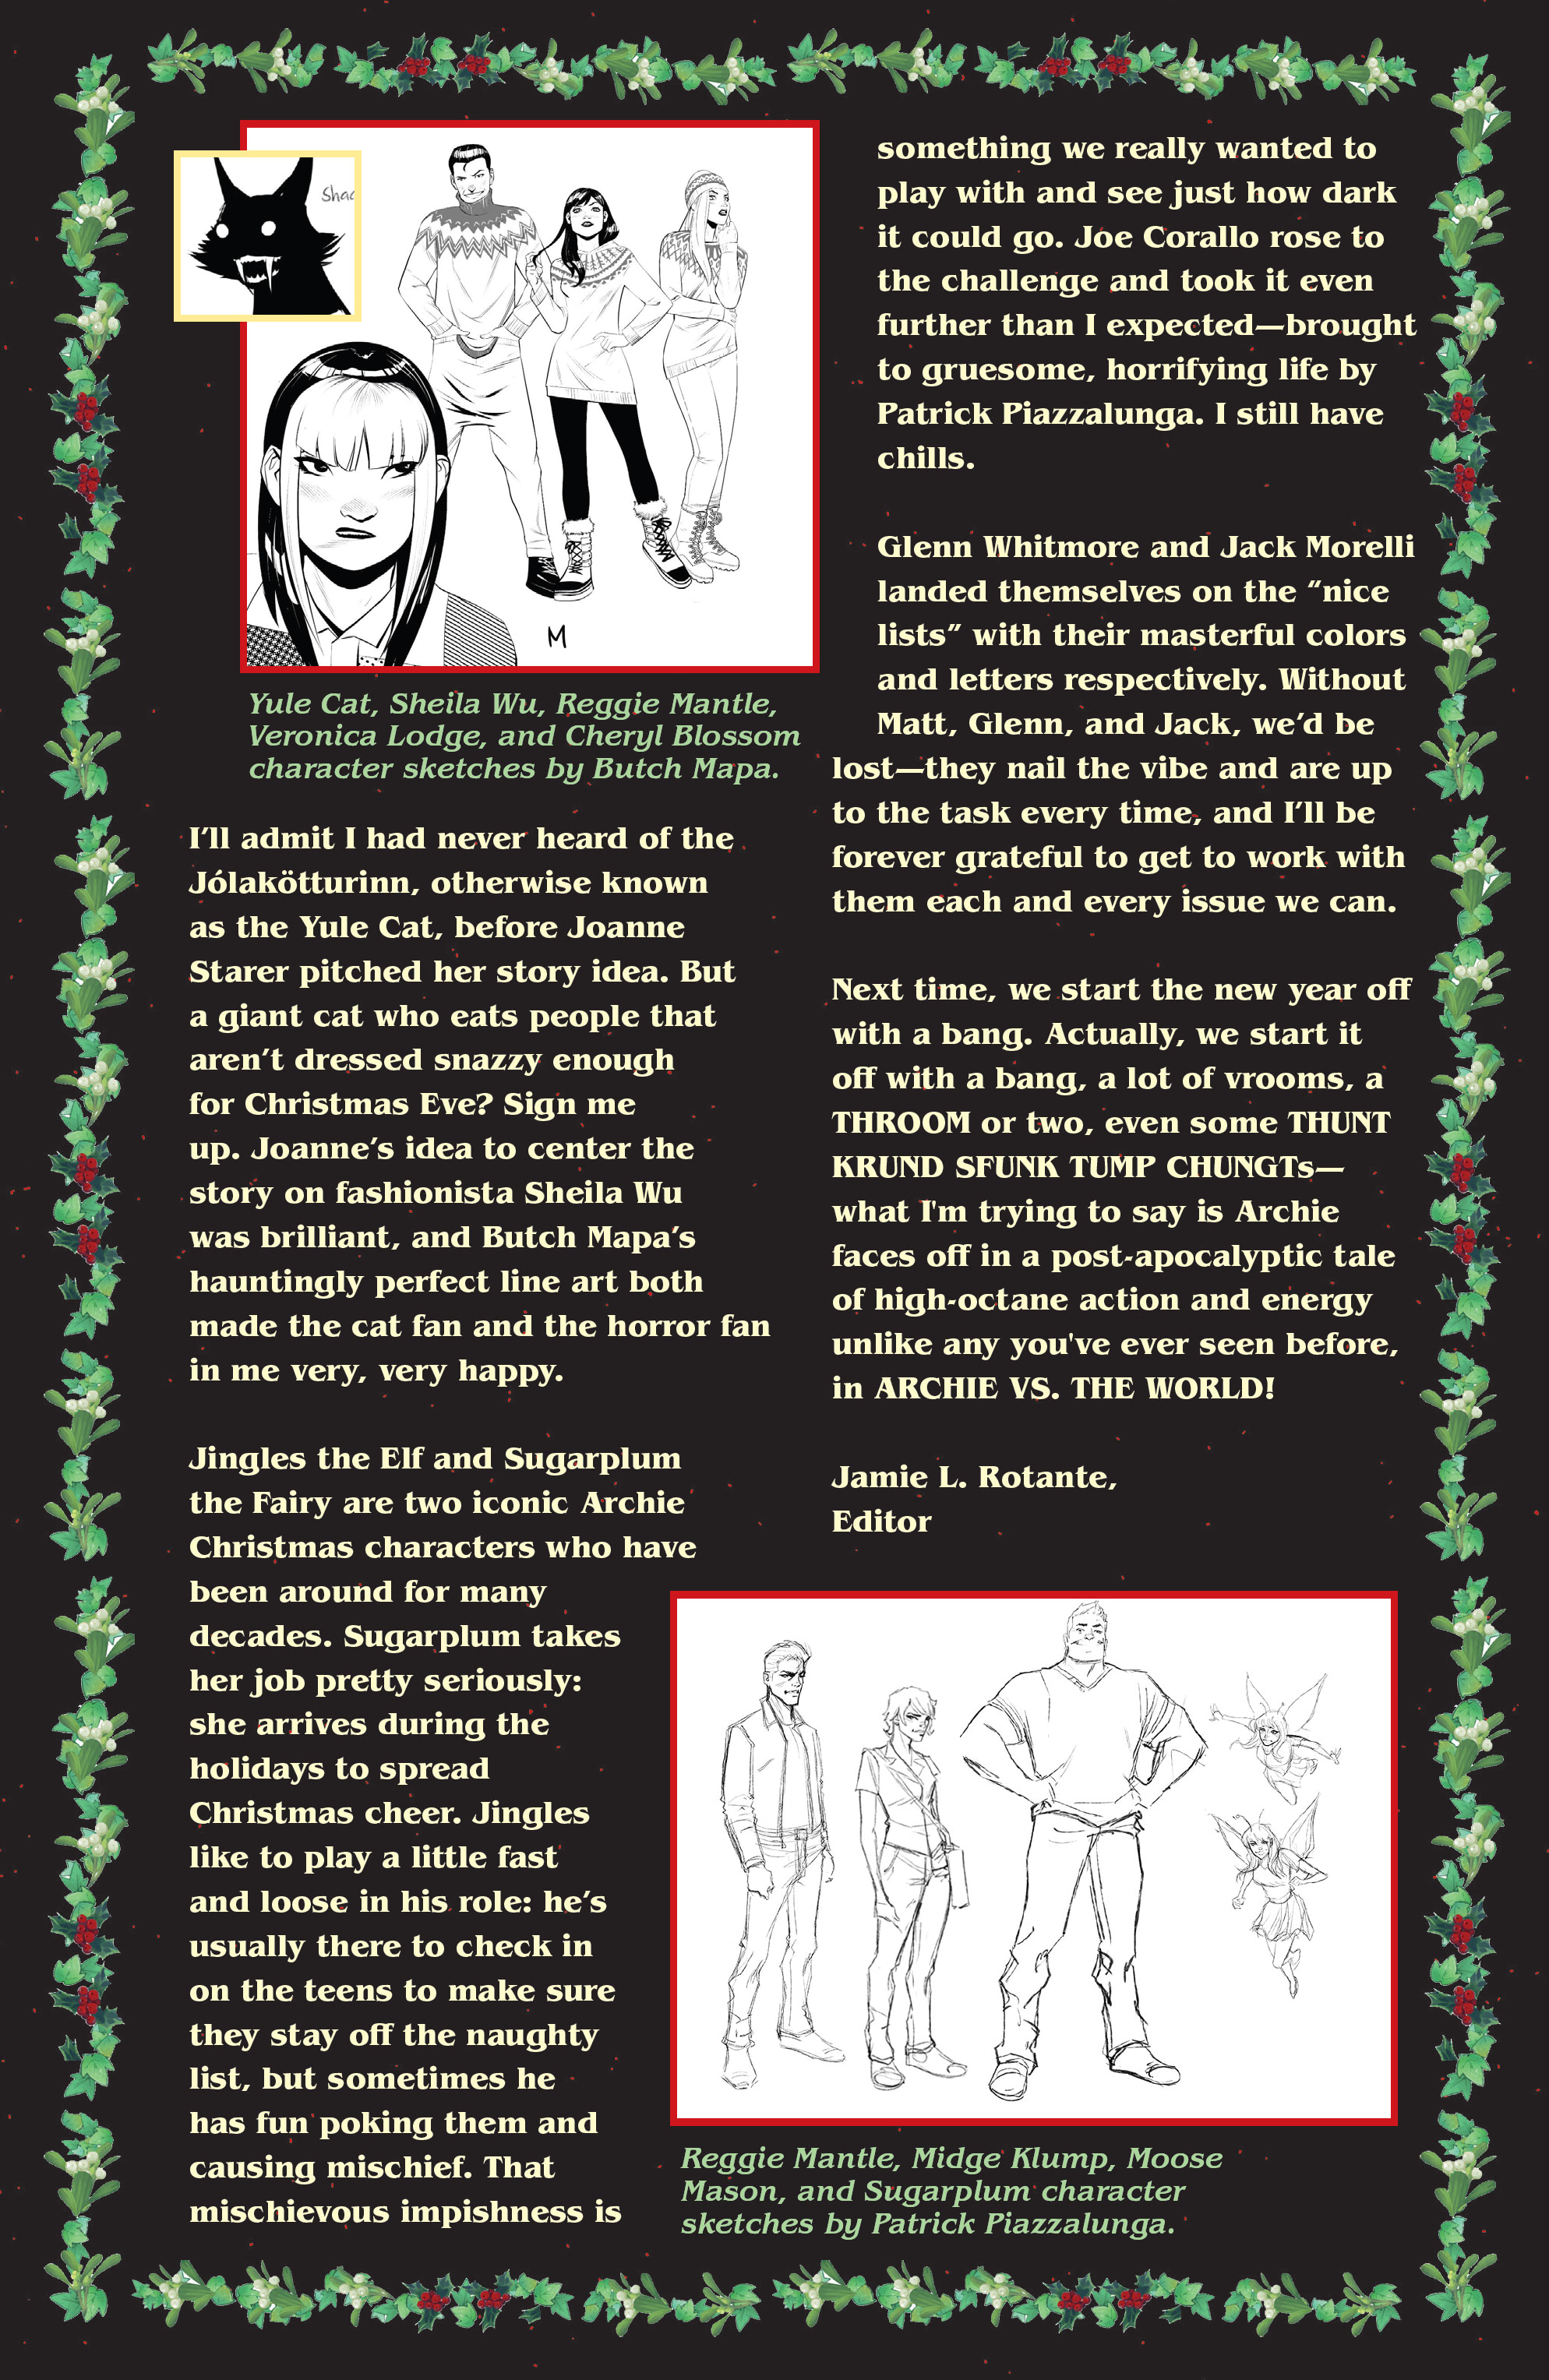 Shad
M
Yule Cat, Sheila Wu, Reggie Mantle,
Veronica Lodge, and Cheryl Blossom
character sketches by Butch Mapa.
I’ll admit I had never heard of the
Jólakötturinn, otherwise known
as the Yule Cat, before Joanne
Starer pitched her story idea. But
a giant cat who eats people that
aren’t dressed snazzy enough
for Christmas Eve? Sign me
up. Joanne’s idea to center the
story on fashionista Sheila Wu
was brilliant, and Butch Mapa’s
hauntingly perfect line art both
made the cat fan and the horror fan
in me very, very happy.
Jingles the Elf and Sugarplum
the Fairy are two iconic Archie
Christmas characters who have
been around for many
decades. Sugarplum takes
her job pretty seriously:
she arrives during the
holidays to spread
Christmas cheer. Jingles
like to play a little fast
and loose in his role: he’s
usually there to check in
on the teens to make sure
they stay off the naughty
list, but sometimes he
has fun poking them and
causing mischief. That
mischievous impishness is
something we really wanted to
play with and see just how dark
it could go. Joe Corallo rose to
the challenge and took it even
further than I expected—brought
to gruesome, horrifying life by
Patrick Piazzalunga. I still have
chills.
Glenn Whitmore and Jack Morelli
landed themselves on the “nice
lists” with their masterful colors
and letters respectively. Without
Matt, Glenn, and Jack, we’d be
lost—they nail the vibe and are up
to the task every time, and I’ll be
forever grateful to get to work with
them each and every issue we can.
Next time, we start the new year off
with a bang. Actually, we start it
off with a bang, a lot of vrooms, a
THROOM or two, even some THUNT
KRUND SFUNK TUMP CHUNGTs—
what I'm trying to say is Archie
faces off in a post-apocalyptic tale
of high-octane action and energy
unlike any you've ever seen before,
in ARCHIE VS. THE WORLD!
Jamie L. Rotante,
Editor
Reggie Mantle, Midge Klump, Moose
Mason, and Sugarplum character
sketches by Patrick Piazzalunga.